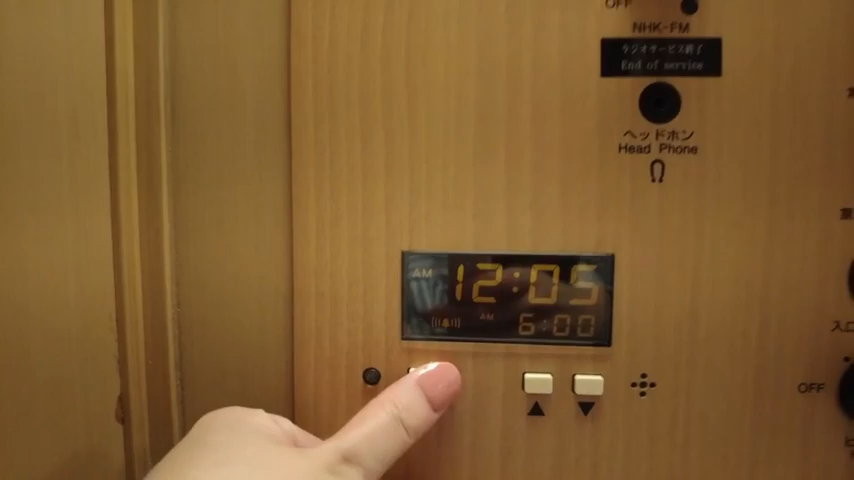 OFF
NHK-FM
ラジオサービス終了
End of service
ヘッドホン
Head Phone
AM 12:05
AM 6:00
▲ ▼
入口
OFF